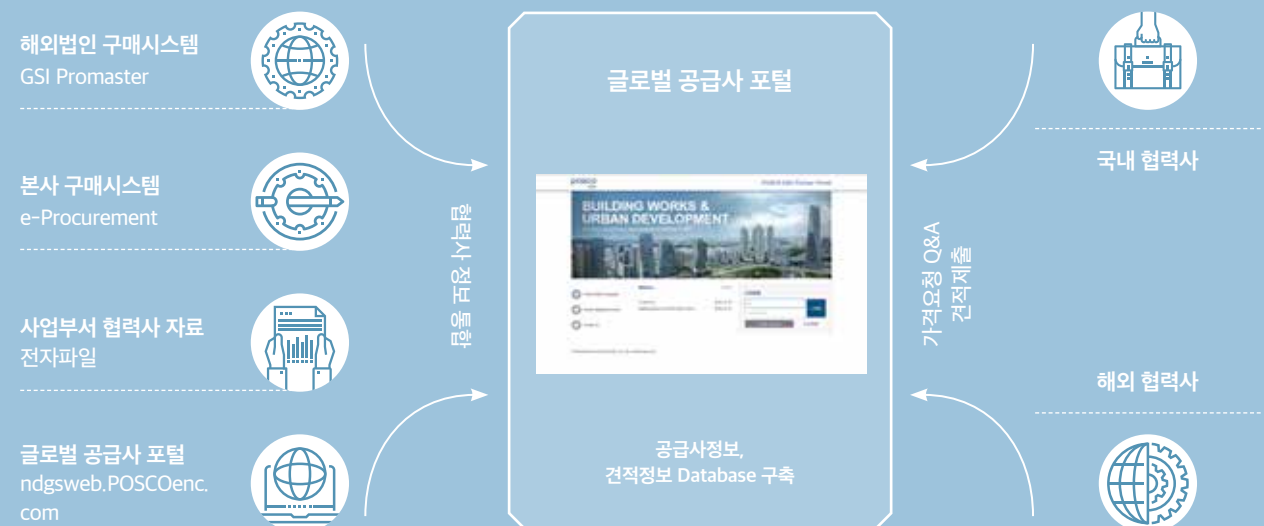 해외법인 구매시스템
GSI Promaster
본사 구매시스템
e-Procurement
사업부서 협력사 자료
전자파일
글로벌 공급사 포털
ndgsweb.POSCOenc.
com
협력사 정보 통합
글로벌 공급사 포털
posco
BUILDING WORKS &
URBAN DEVELOPMENT
공급사정보,
견적정보 Database 구축
가격요청 Q&A
견적제출
국내 협력사
해외 협력사